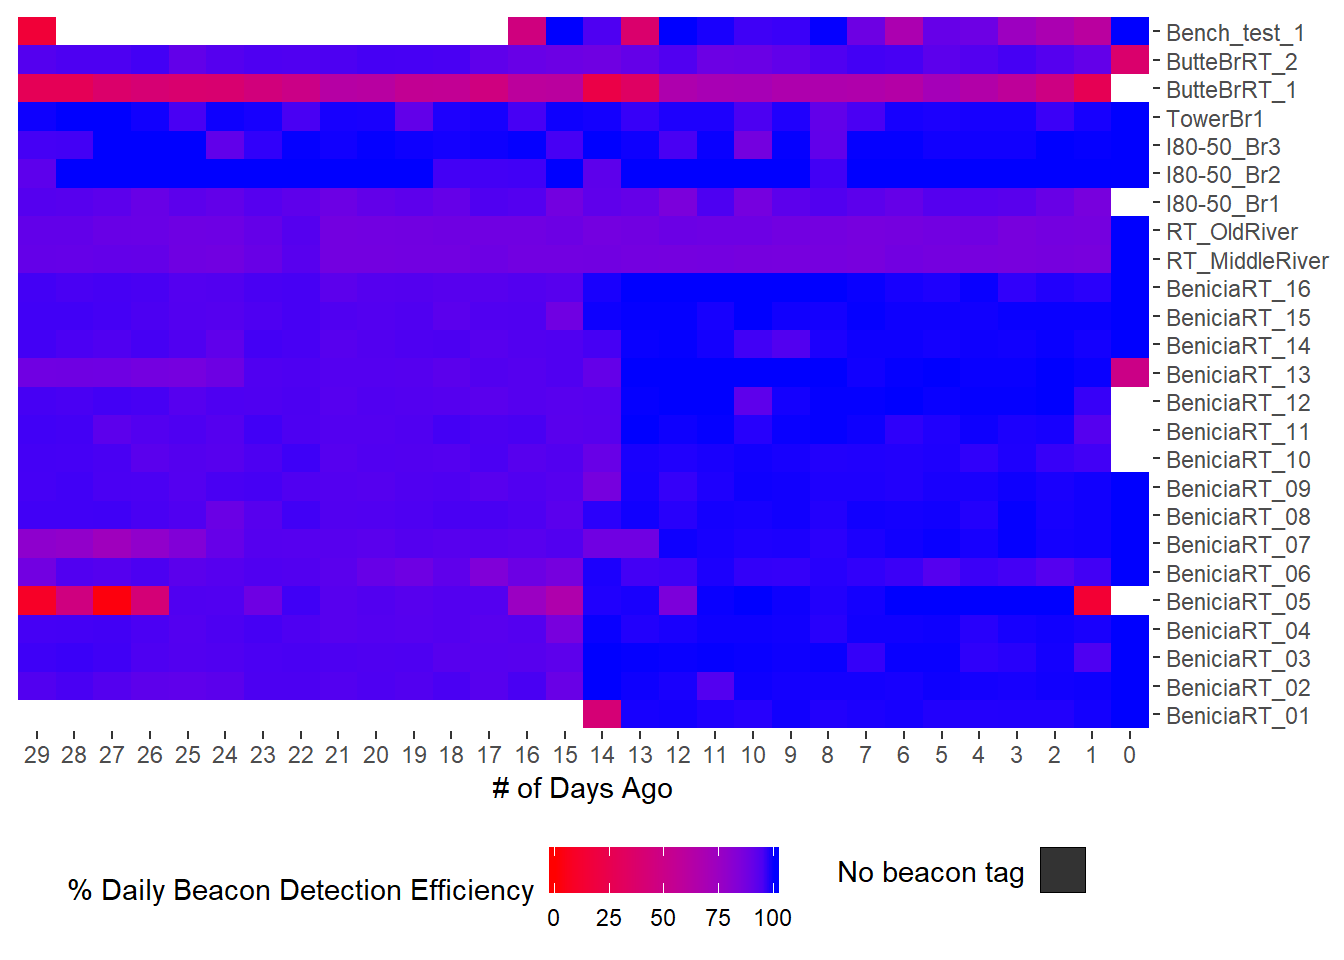 Bench_test_1
ButteBrRT_2
ButteBrRT_1
TowerBr1
I80-50_Br3
I80-50_Br2
I80-50_Br1
RT_OldRiver
RT_MiddleRiver
BeniciaRT_16
BeniciaRT_15
BeniciaRT_14
BeniciaRT_13
BeniciaRT_12
BeniciaRT_11
BeniciaRT_10
BeniciaRT_09
BeniciaRT_08
BeniciaRT_07
BeniciaRT_06
BeniciaRT_05
BeniciaRT_04
BeniciaRT_03
BeniciaRT_02
BeniciaRT_01
29 28 27 26 25 24 23 22 21 20 19 18 17 16 15 14 13 12 11 10 9 8 7 6 5 4 3 2 1 0
# of Days Ago
% Daily Beacon Detection Efficiency
0 25 50 75 100
No beacon tag